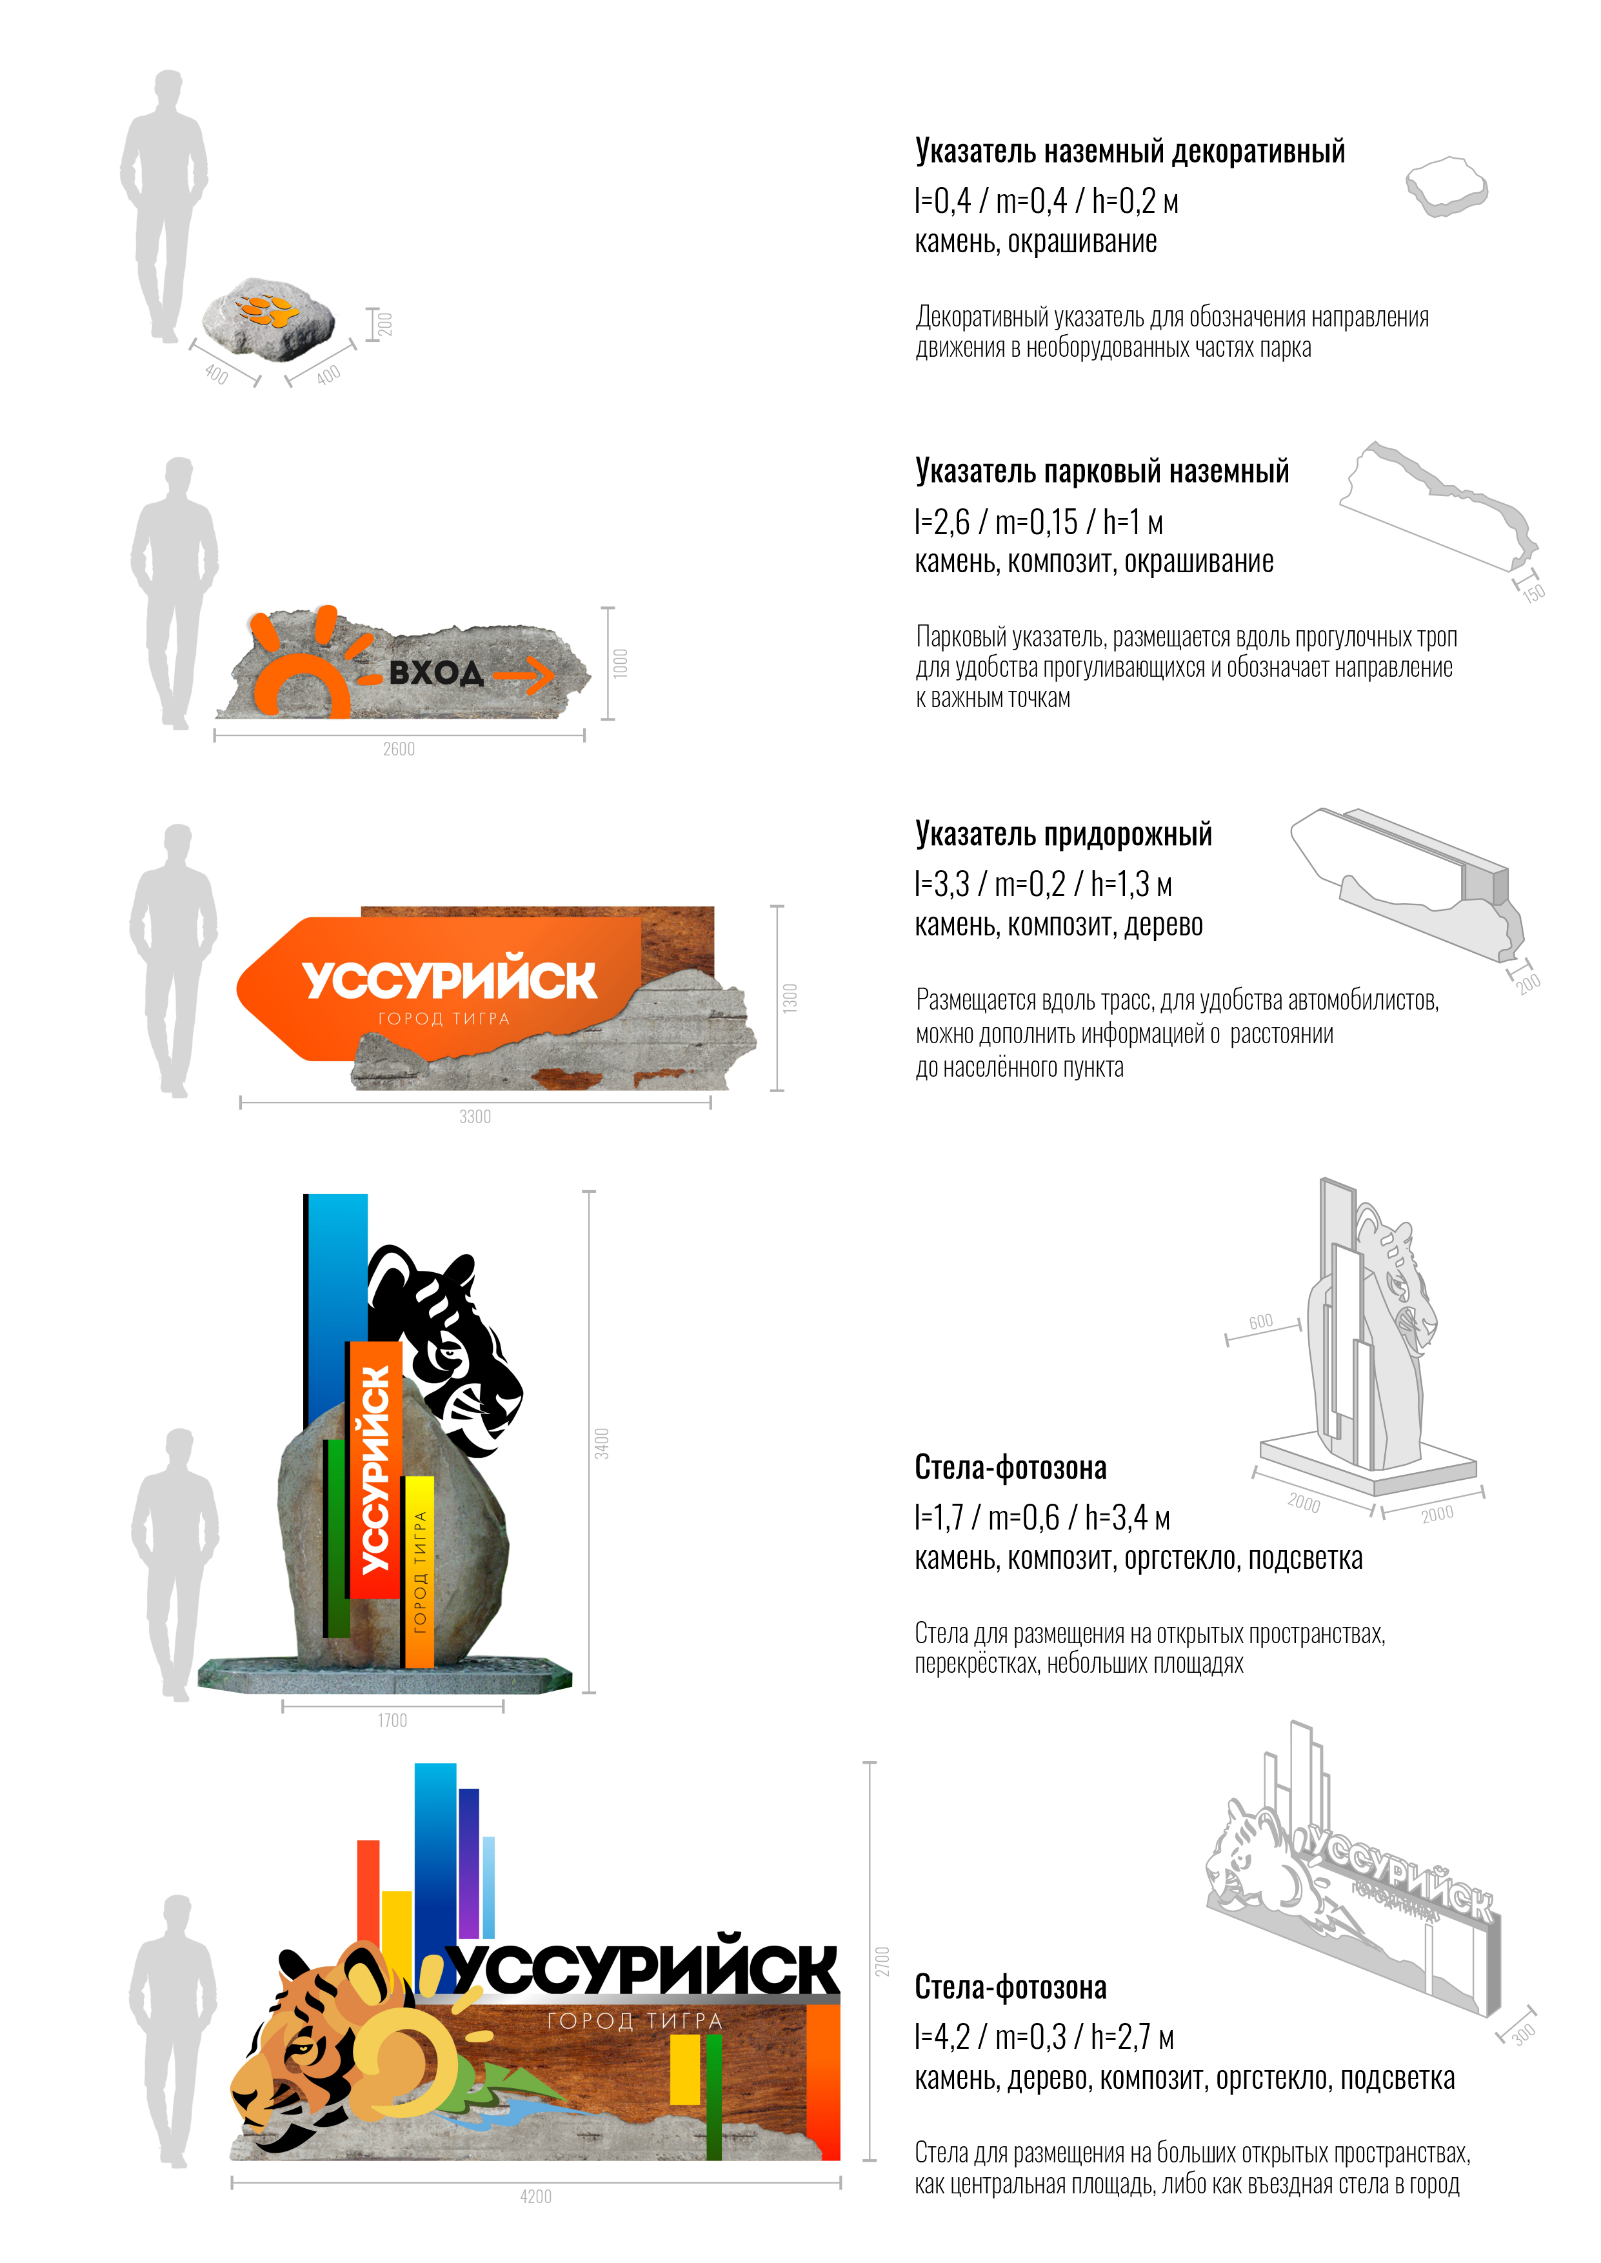 Указатель наземный декоративный
l=0,4 / m=0,4 / h=0,2 м
камень, окрашивание
Декоративный указатель для обозначения направления
движения в необорудованных частях парка
200
400
400
Указатель парковый наземный
l=2,6 / m=0,15 / h=1 м
камень, композит, окрашивание
150
Парковый указатель, размещается вдоль прогулочных троп
для удобства прогуливающихся и обозначает направление
к важным точкам
ВХОД
1000
2600
Указатель придорожный
l=3,3 / m=0,2 / h=1,3 м
камень, композит, дерево
200
Размещается вдоль трасс, для удобства автомобилистов,
можно дополнить информацией о расстоянии
до населённого пункта
УССУРИЙСК
ГОРОД ТИГРА
1300
3300
УССУРИЙСК
ГОРОД ТИГРА
3400
1700
600
2000
2000
Стела-фотозона
l=1,7 / m=0,6 / h=3,4 м
камень, композит, оргстекло, подсветка
Стела для размещения на открытых пространствах,
перекрёстках, небольших площадях
УССУРИЙСК
ГОРОД ТИГРА
2700
4200
УССУРИЙСК
ГОРОД ТИГРА
300
Стела-фотозона
l=4,2 / m=0,3 / h=2,7 м
камень, дерево, композит, оргстекло, подсветка
Стела для размещения на больших открытых пространствах,
как центральная площадь, либо как въездная стела в город